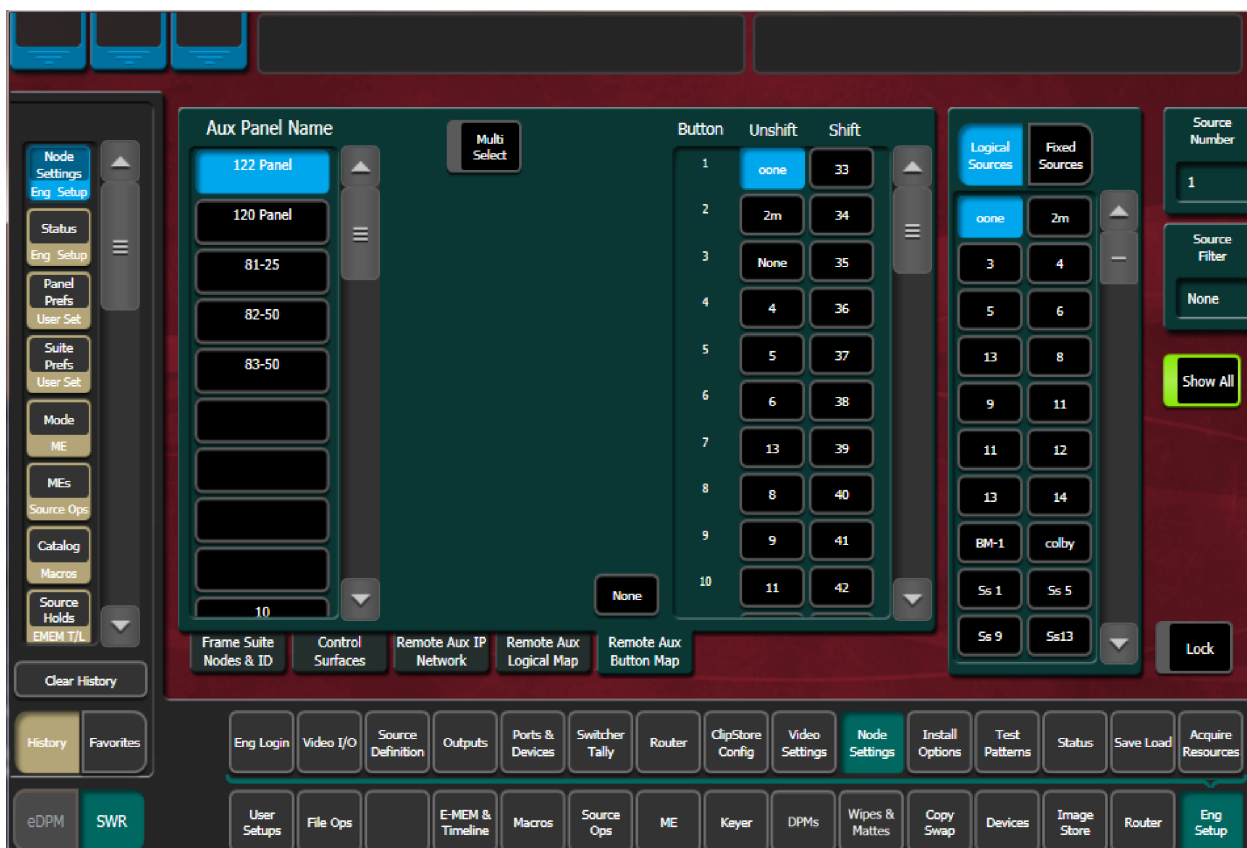 Node
Settings
Eng Setup
Status
Eng Setup
Panel
Prefs
User Set
Suite
Prefs
User Set
Mode
ME
MEs
Source Ops
Catalog
Macros
Source
Holds
EMEM T/L
Clear History
History Favorites
eDPM SWR
Aux Panel Name
122 Panel
120 Panel
81-25
82-50
83-50
10
Multi
Select
None
Button Unshift Shift
1 oone 33
2 2m 34
3 None 35
4 4 36
5 5 37
6 6 38
7 13 39
8 8 40
9 9 41
10 11 42
Frame Suite
Nodes & ID
Control
Surfaces
Remote Aux IP
Network
Remote Aux
Logical Map
Remote Aux
Button Map
Logical
Sources
Fixed
Sources
oone 2m
3 4
5 6
13 8
9 11
11 12
13 14
BM-1 colby
Ss 1 Ss 5
Ss 9 Ss13
Source
Number
1
Source
Filter
None
Show All
Lock
Eng Login
Video I/O
Source
Definition
Outputs
Ports &
Devices
Switcher
Tally
Router
ClipStore
Config
Video
Settings
Node
Settings
Install
Options
Test
Patterns
Status
Save Load
Acquire
Resources
User
Setups
File Ops
E-MEM &
Timeline
Macros
Source
Ops
ME
Keyer
DPMs
Wipes &
Mattes
Copy
Swap
Devices
Image
Store
Router
Eng
Setup